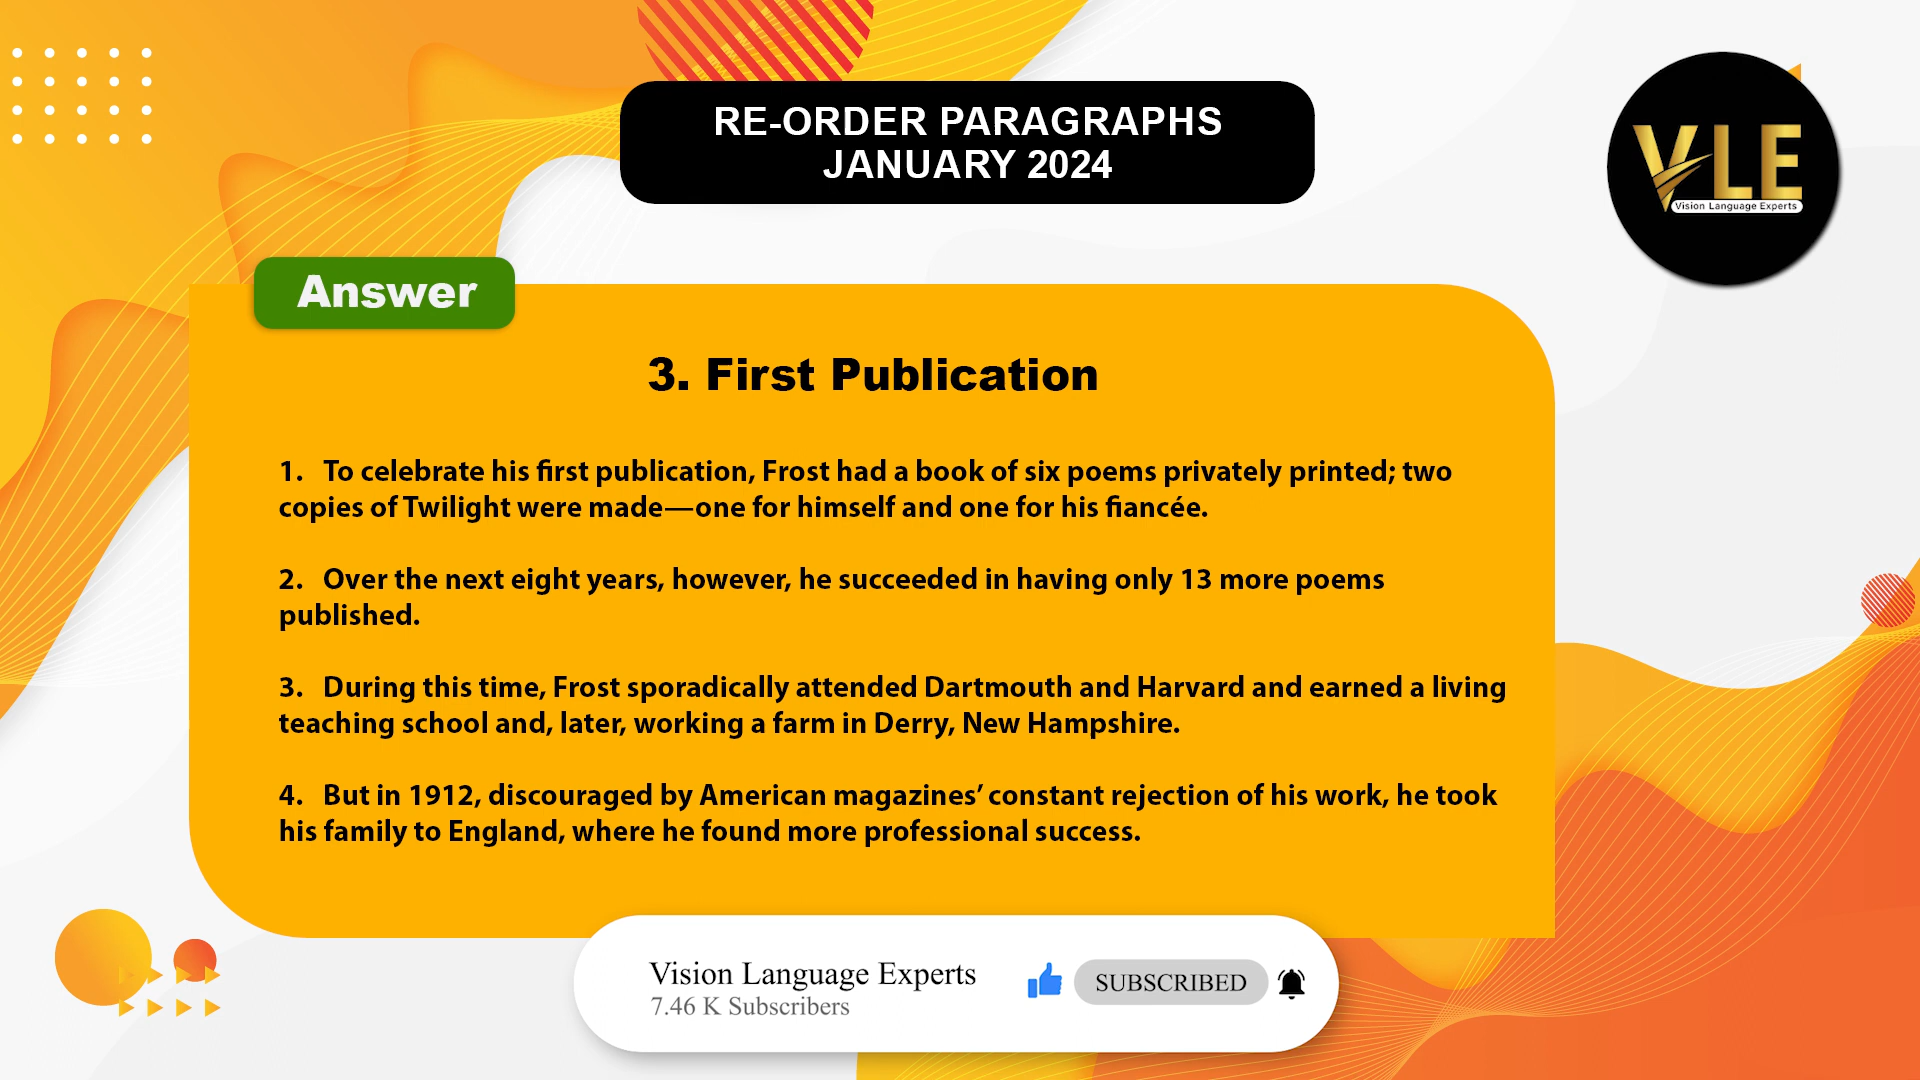 RE-ORDER PARAGRAPHS
JANUARY 2024
VLE
Vision Language Experts
Answer
3. First Publication
1. To celebrate his first publication, Frost had a book of six poems privately printed; two
copies of Twilight were made—one for himself and one for his fiancée.
2. Over the next eight years, however, he succeeded in having only 13 more poems
published.
3. During this time, Frost sporadically attended Dartmouth and Harvard and earned a living
teaching school and, later, working a farm in Derry, New Hampshire.
4. But in 1912, discouraged by American magazines’ constant rejection of his work, he took
his family to England, where he found more professional success.
Vision Language Experts
7.46 K Subscribers
SUBSCRIBED